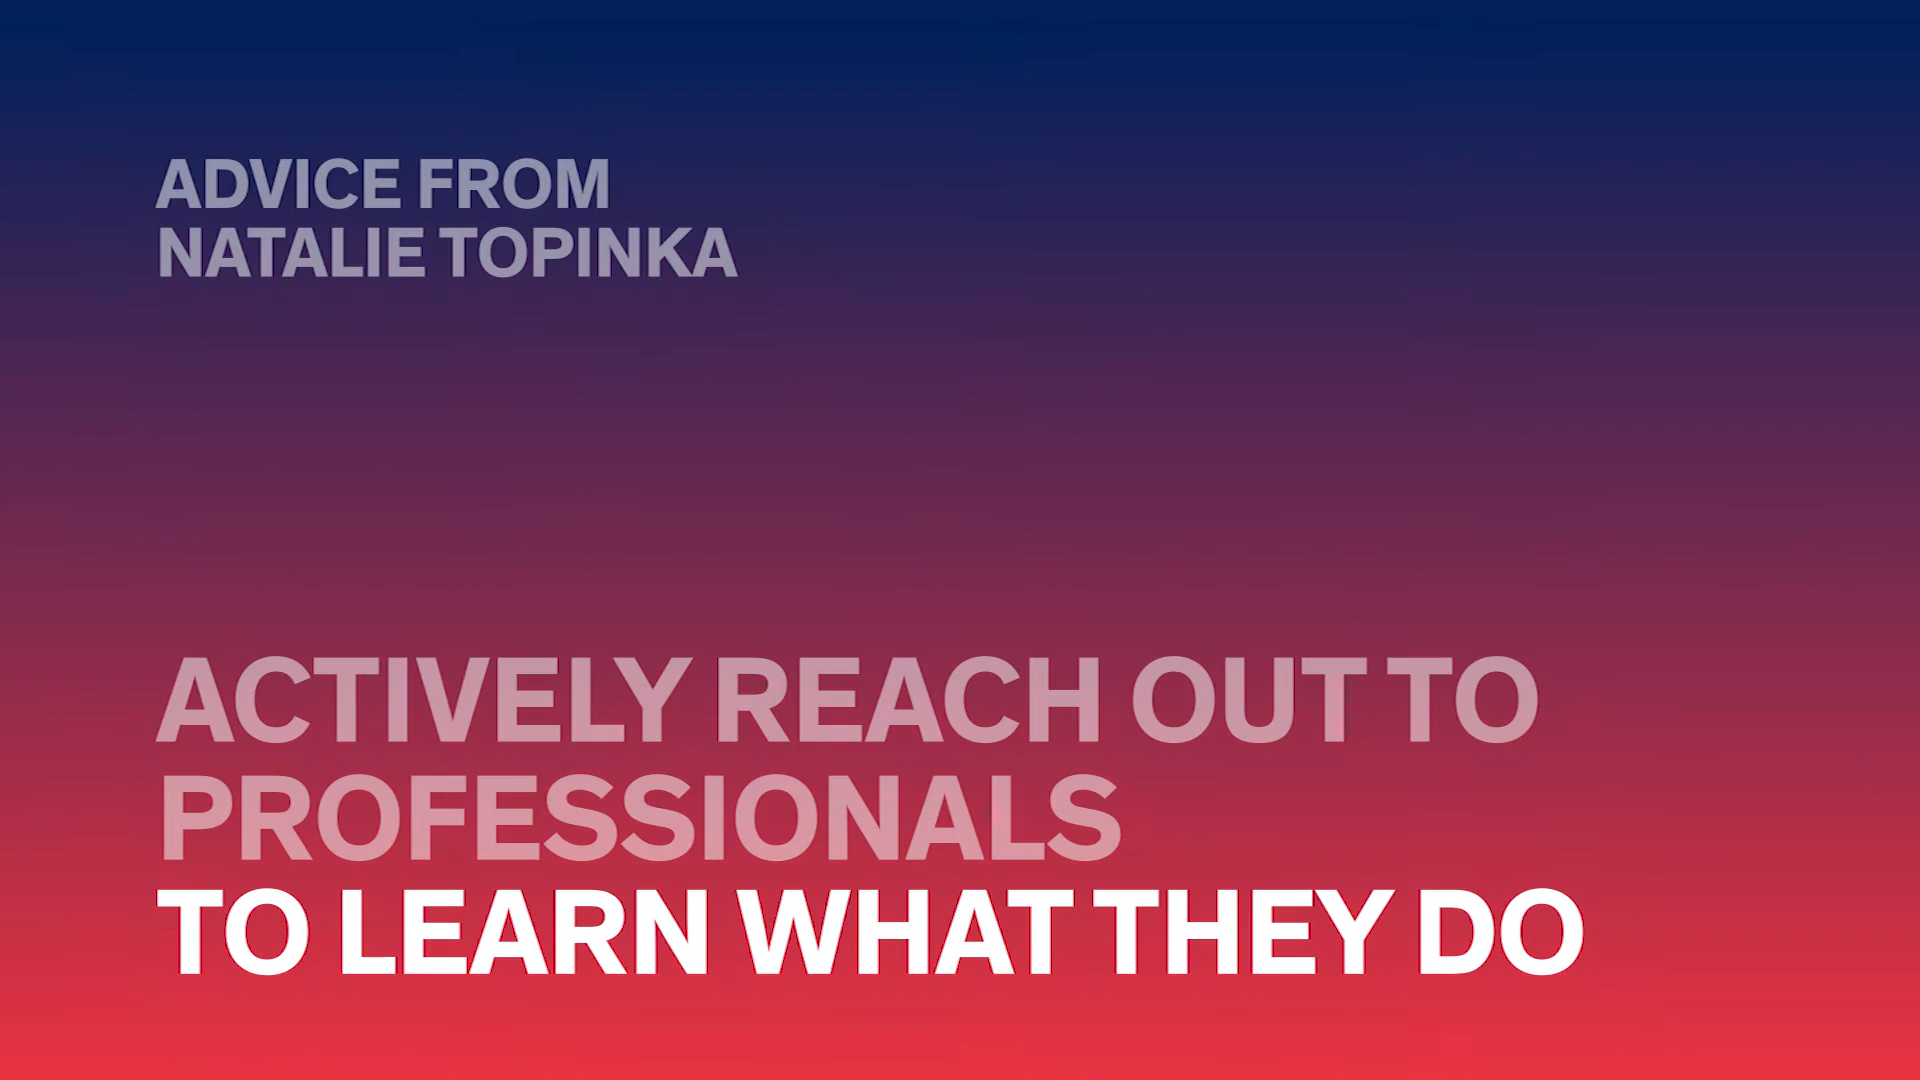 ADVICE FROM
NATALIE TOPINKA
ACTIVELY REACH OUT TO
PROFESSIONALS
TO LEARN WHAT THEY DO